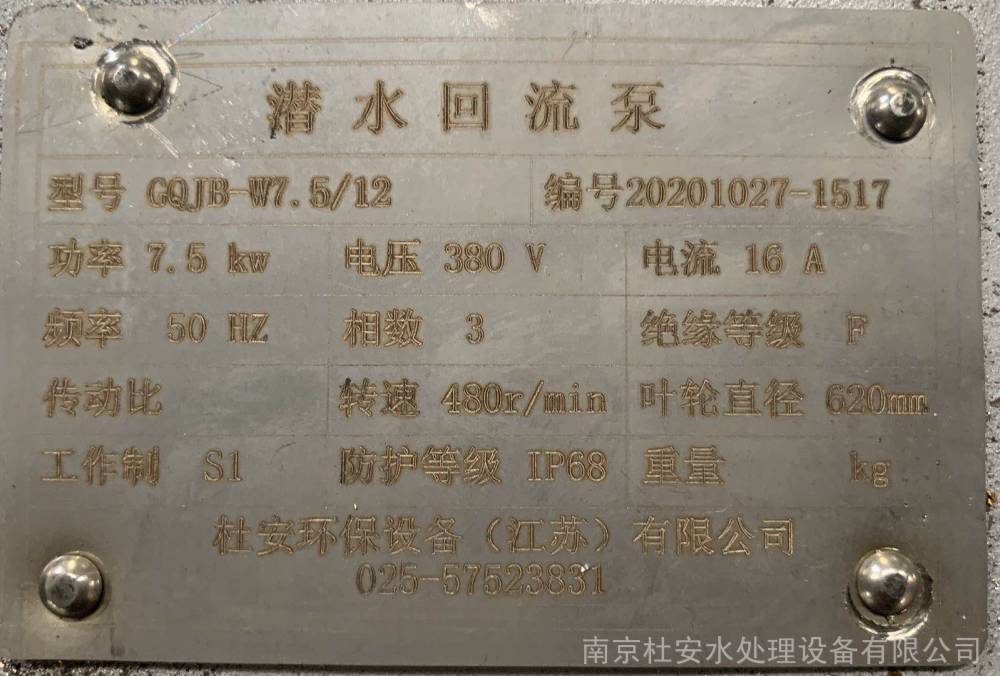 潜水回流泵
型号 GQJB-W7.5/12 编号20201027-1517
功率 7.5 kw 电压 380 V 电流 16 A
频率 50 HZ 相数 3 绝缘等级 F
传动比 转速 480r/min 叶轮直径 620mm
工作制 S1 防护等级 IP68 重量 kg
杜安环保设备（江苏）有限公司
025-57523831
南京杜安水处理设备有限公司